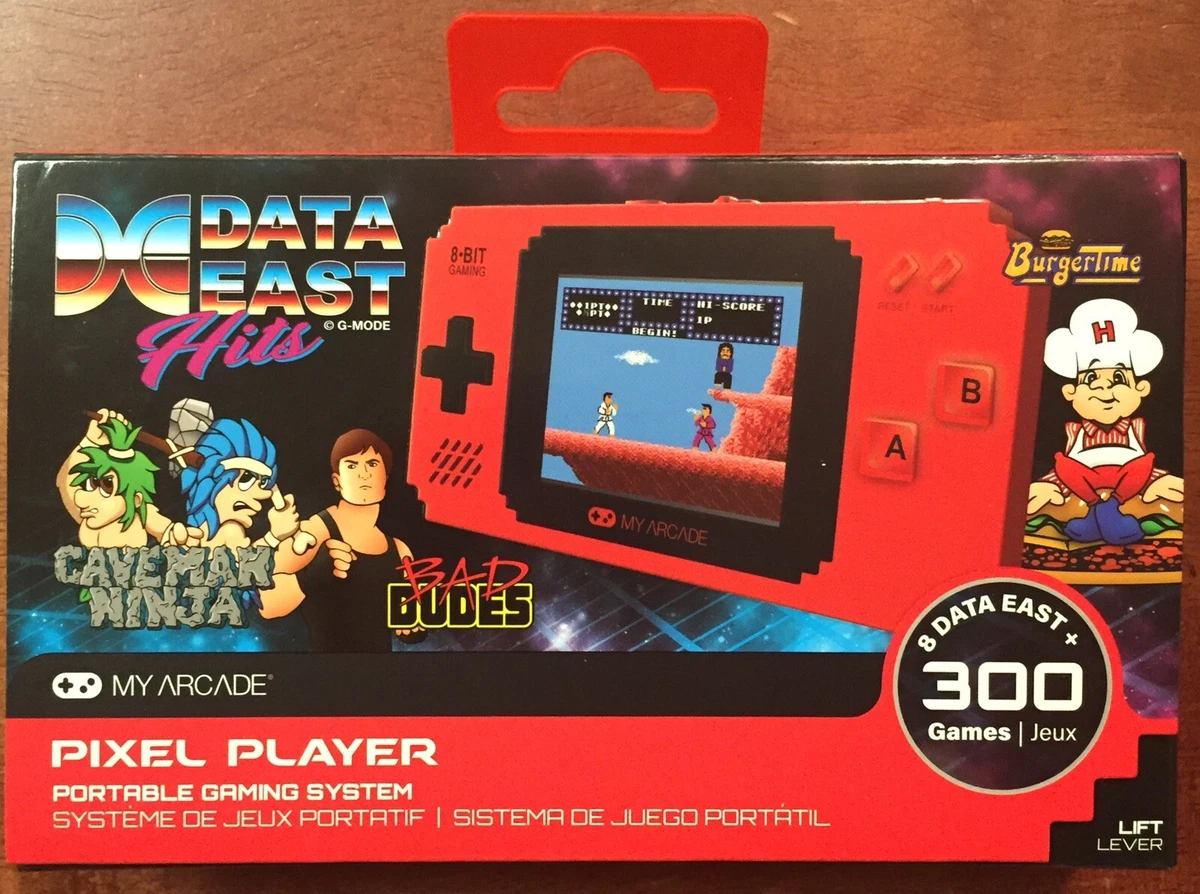 DATA
EAST
© G-MODE
Hits
8•BIT
GAMING
1PT
TIME
HI-SCORE
1P
BEGIN!
RESET START
BurgerTime
H
B
A
MY ARCADE
CAVEMAN
NINJA
BAD
DUDES
8 DATA EAST +
300
Games | Jeux
MY ARCADE®
PIXEL PLAYER
PORTABLE GAMING SYSTEM
SYSTÈME DE JEUX PORTATIF | SISTEMA DE JUEGO PORTÁTIL
LIFT
LEVER